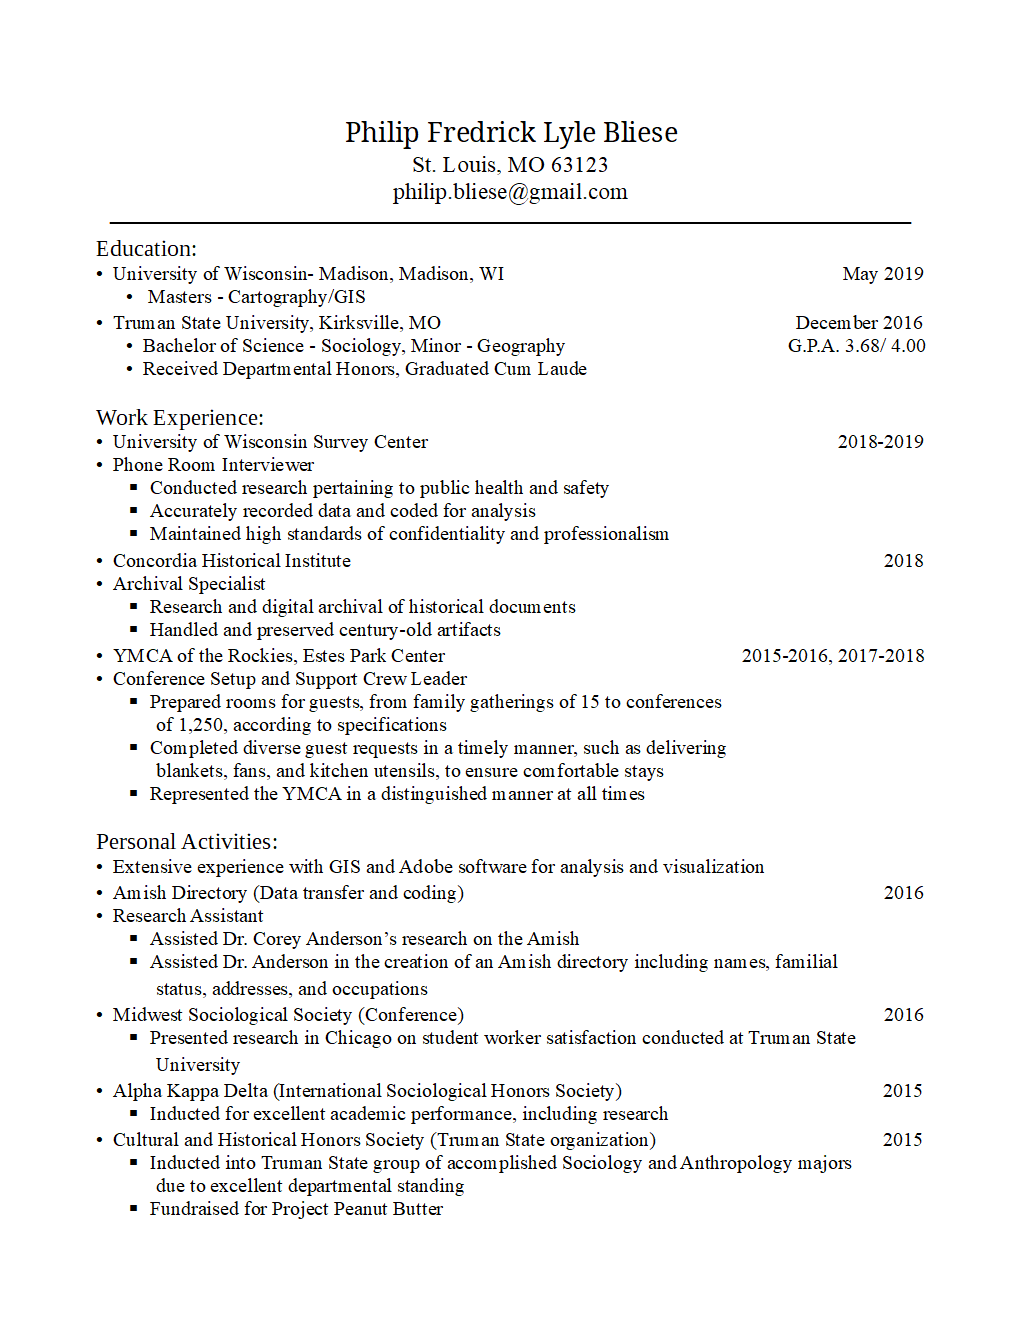 Philip Fredrick Lyle Bliese
St. Louis, MO 63123
philip.bliese@gmail.com
Education:
• University of Wisconsin- Madison, Madison, WI May 2019
• Masters - Cartography/GIS
• Truman State University, Kirksville, MO December 2016
• Bachelor of Science - Sociology, Minor - Geography G.P.A. 3.68/ 4.00
• Received Departmental Honors, Graduated Cum Laude
Work Experience:
• University of Wisconsin Survey Center 2018-2019
• Phone Room Interviewer
▪ Conducted research pertaining to public health and safety
▪ Accurately recorded data and coded for analysis
▪ Maintained high standards of confidentiality and professionalism
• Concordia Historical Institute 2018
• Archival Specialist
▪ Research and digital archival of historical documents
▪ Handled and preserved century-old artifacts
• YMCA of the Rockies, Estes Park Center 2015-2016, 2017-2018
• Conference Setup and Support Crew Leader
▪ Prepared rooms for guests, from family gatherings of 15 to conferences
of 1,250, according to specifications
▪ Completed diverse guest requests in a timely manner, such as delivering
blankets, fans, and kitchen utensils, to ensure comfortable stays
▪ Represented the YMCA in a distinguished manner at all times
Personal Activities:
• Extensive experience with GIS and Adobe software for analysis and visualization
• Amish Directory (Data transfer and coding) 2016
• Research Assistant
▪ Assisted Dr. Corey Anderson’s research on the Amish
▪ Assisted Dr. Anderson in the creation of an Amish directory including names, familial
status, addresses, and occupations
• Midwest Sociological Society (Conference) 2016
▪ Presented research in Chicago on student worker satisfaction conducted at Truman State
University
• Alpha Kappa Delta (International Sociological Honors Society) 2015
▪ Inducted for excellent academic performance, including research
• Cultural and Historical Honors Society (Truman State organization) 2015
▪ Inducted into Truman State group of accomplished Sociology and Anthropology majors
due to excellent departmental standing
▪ Fundraised for Project Peanut Butter